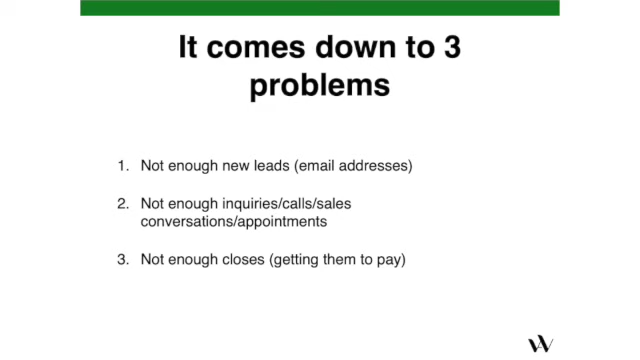 It comes down to 3
problems
1. Not enough new leads (email addresses)
2. Not enough inquiries/calls/sales
conversations/appointments
3. Not enough closes (getting them to pay)